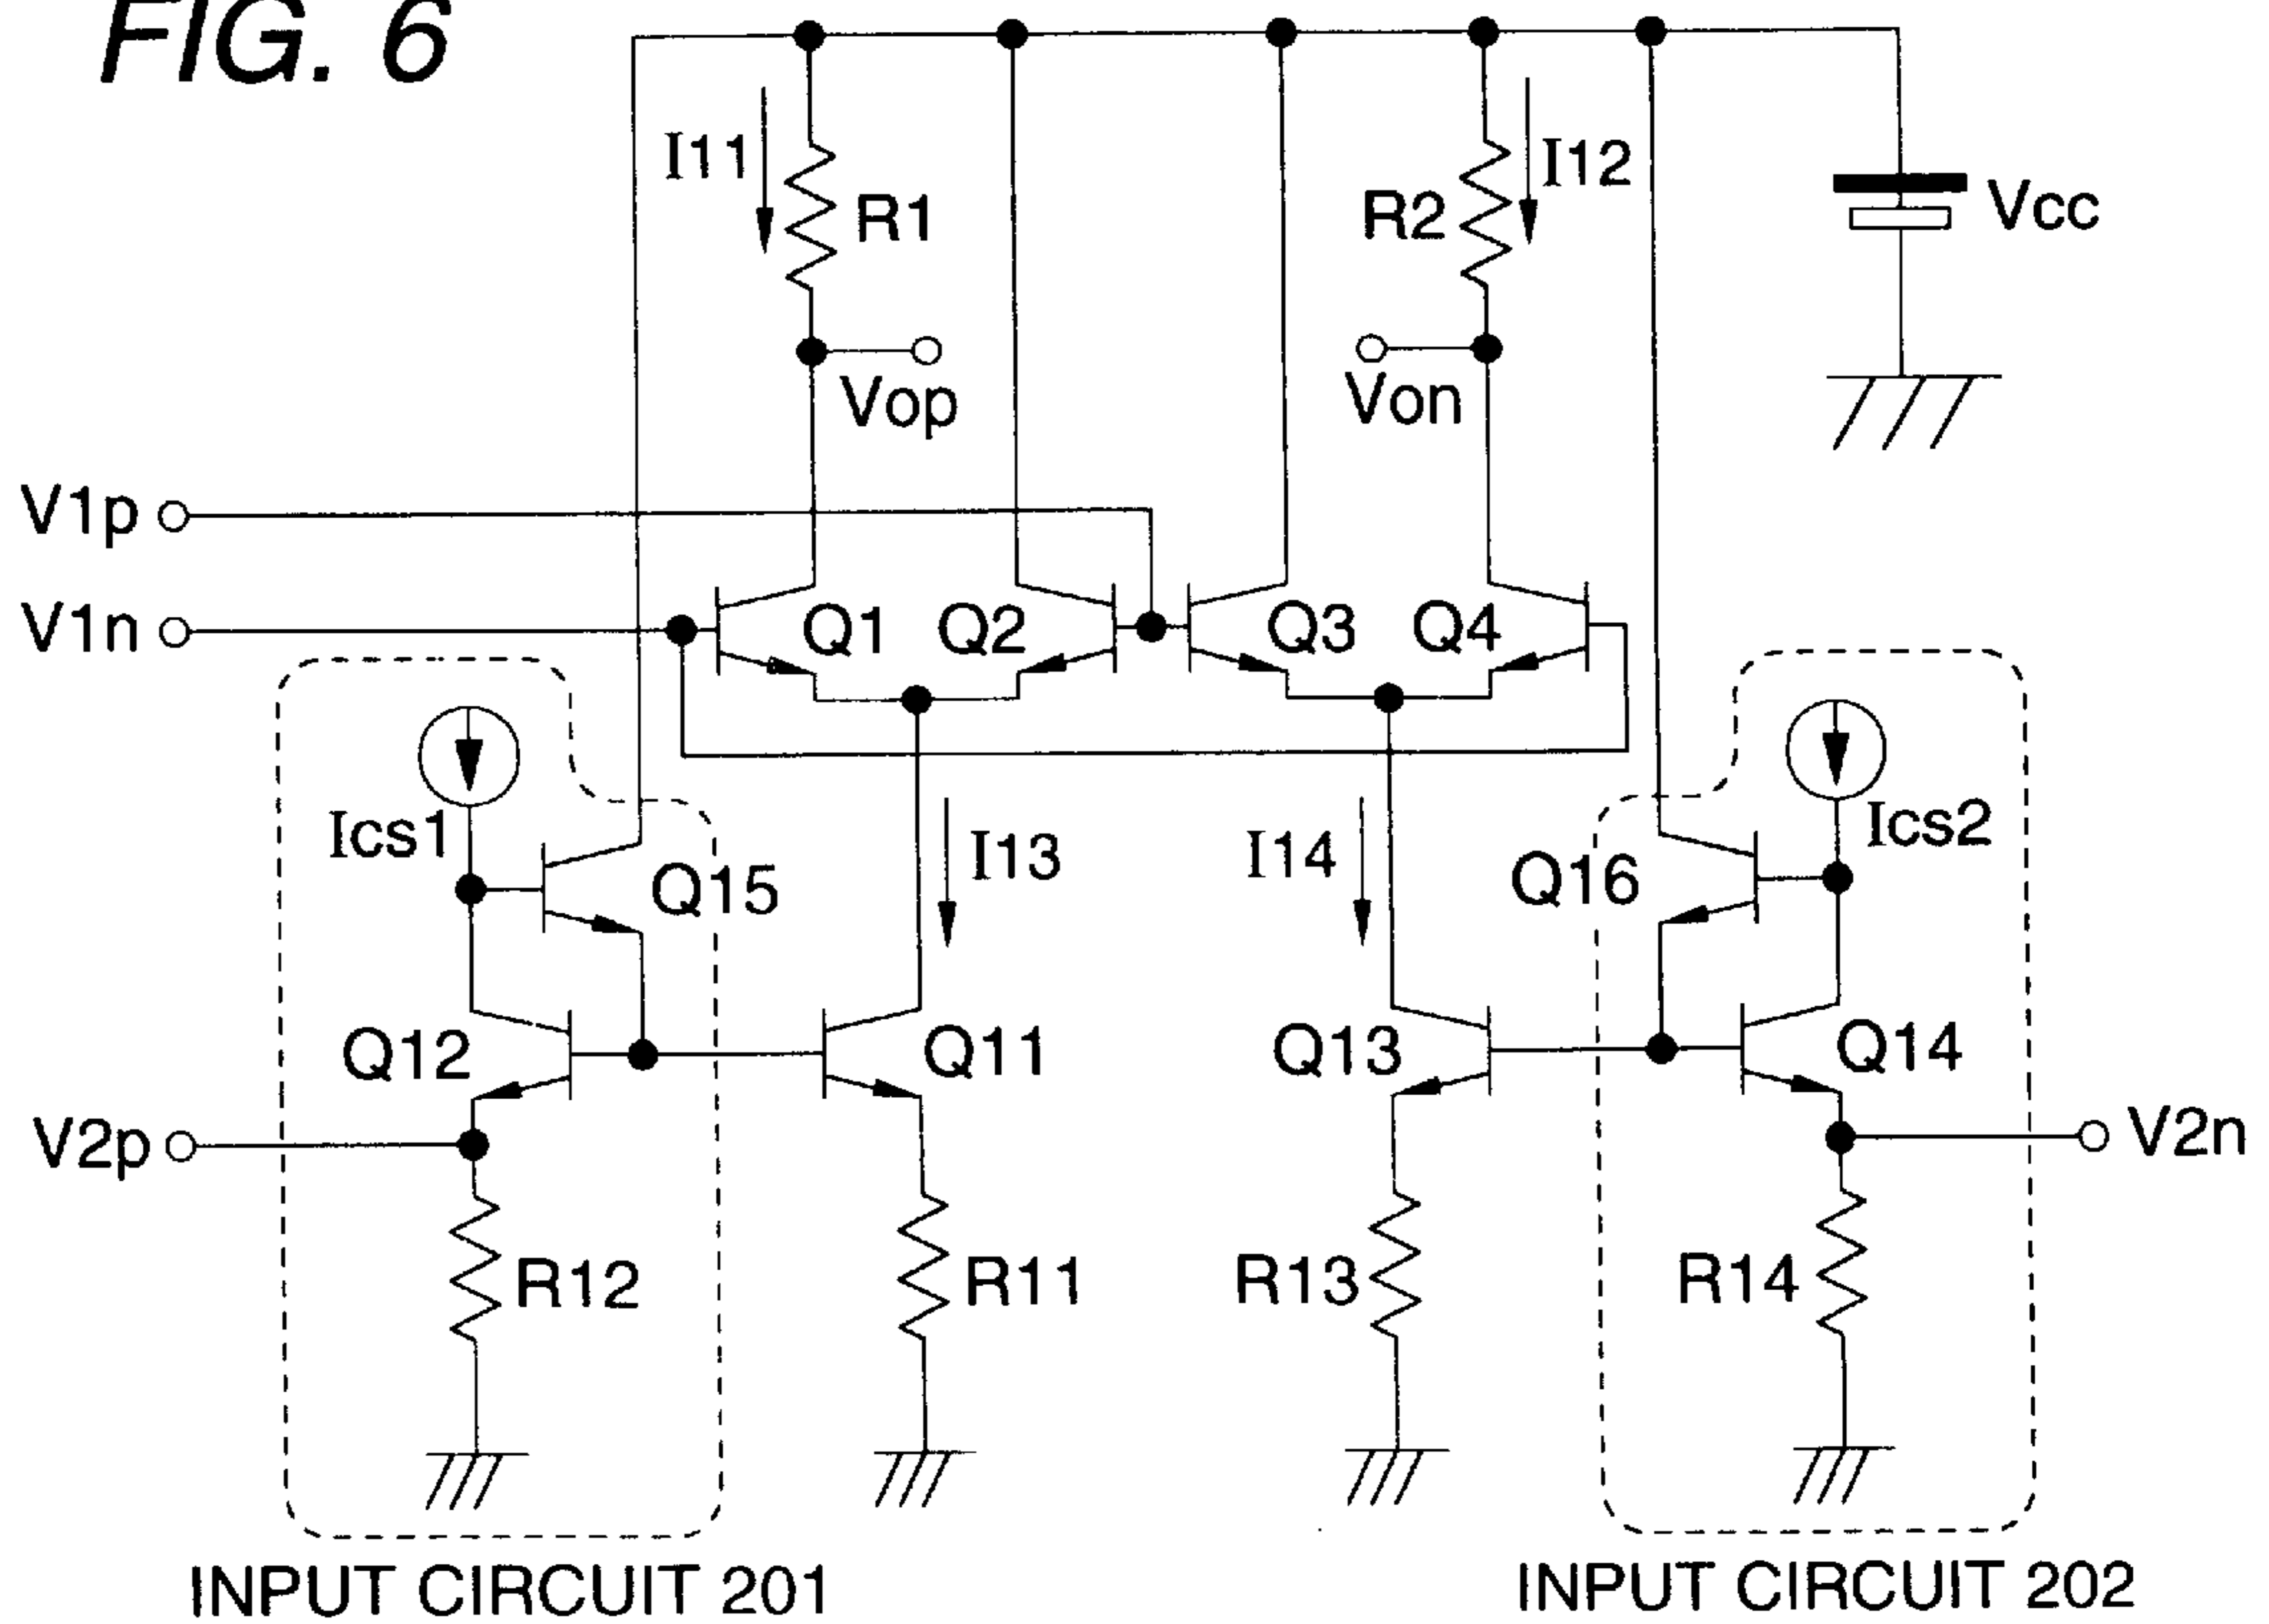 FIG. 6
I11
R1
R2
I12
Vcc
Vop
Von
V1p
V1n
Q1
Q2
Q3
Q4
Ics1
Q15
I13
I14
Q16
Ics2
Q12
Q11
Q13
Q14
V2p
V2n
R12
R11
R13
R14
INPUT CIRCUIT 201
INPUT CIRCUIT 202